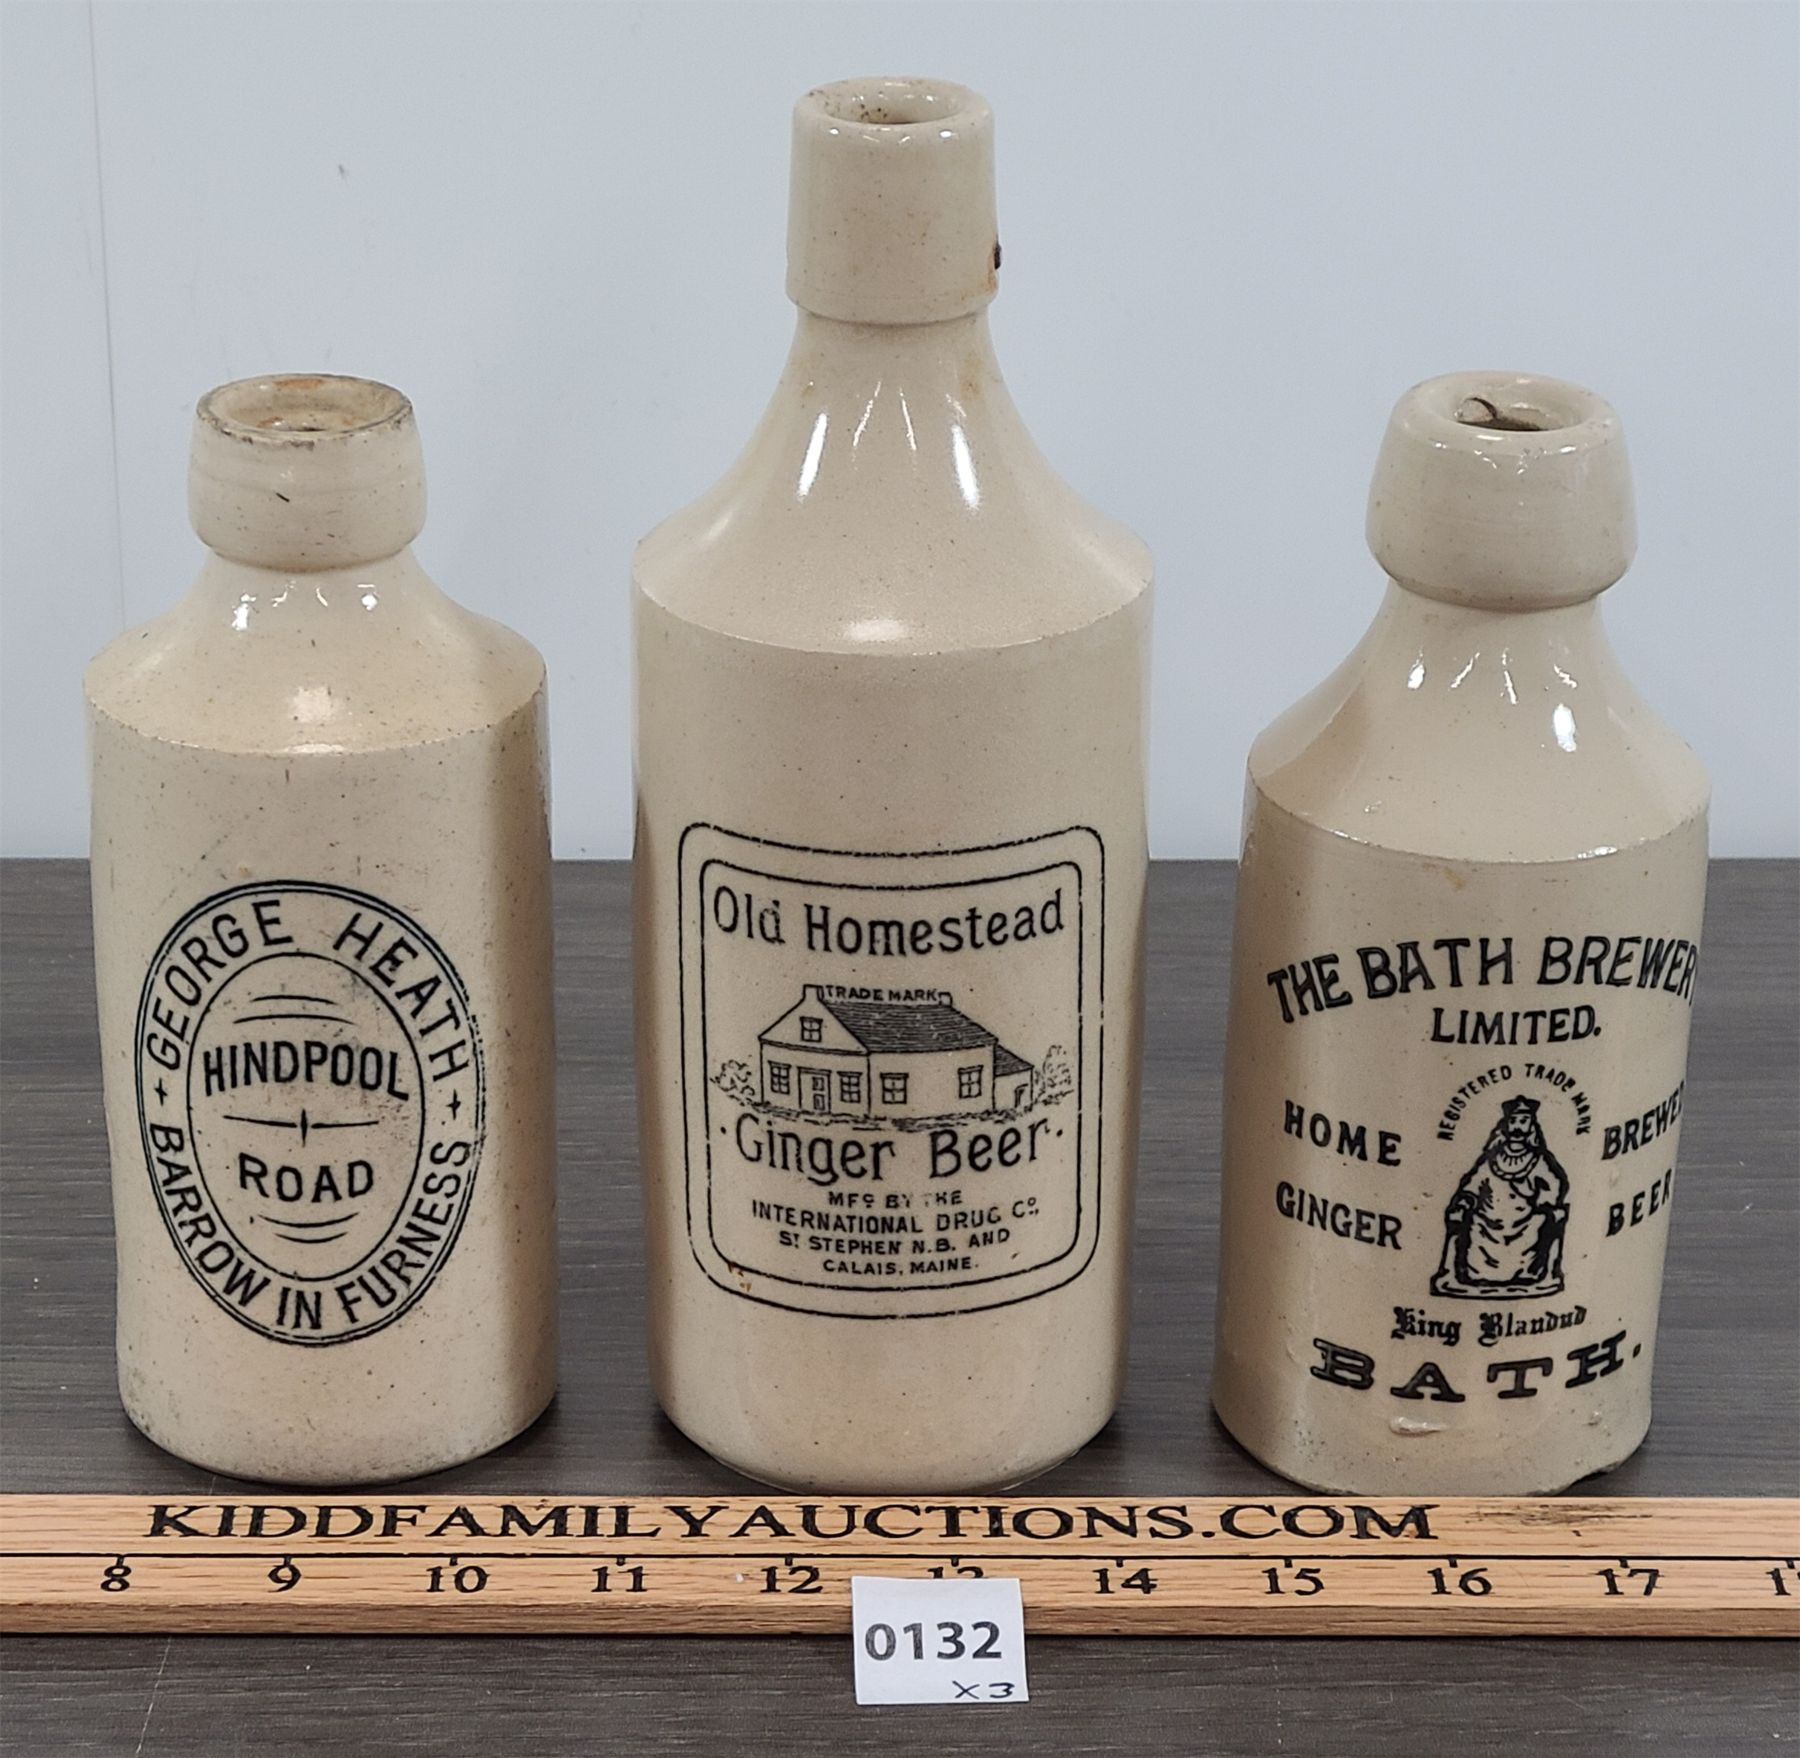 GEORGE HEATH
HINDPOOL
ROAD
BARROW IN FURNESS
Old Homestead
TRADE MARK
· Ginger Beer ·
MFG BY THE
INTERNATIONAL DRUG Co.,
ST STEPHEN N.B. AND
CALAIS, MAINE.
THE BATH BREWER
LIMITED.
REGISTERED TRADE MARK
HOME BREWED
GINGER BEER
King Blandud
BATH.
KIDDFAMILYAUCTIONS.COM
8 9 10 11 12 13 14 15 16 17
0132
X3